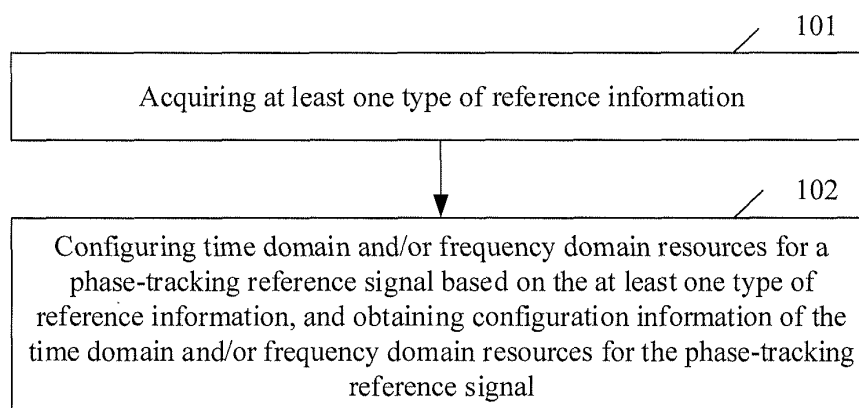 101
Acquiring at least one type of reference information
102
Configuring time domain and/or frequency domain resources for a
phase-tracking reference signal based on the at least one type of
reference information, and obtaining configuration information of the
time domain and/or frequency domain resources for the phase-tracking
reference signal